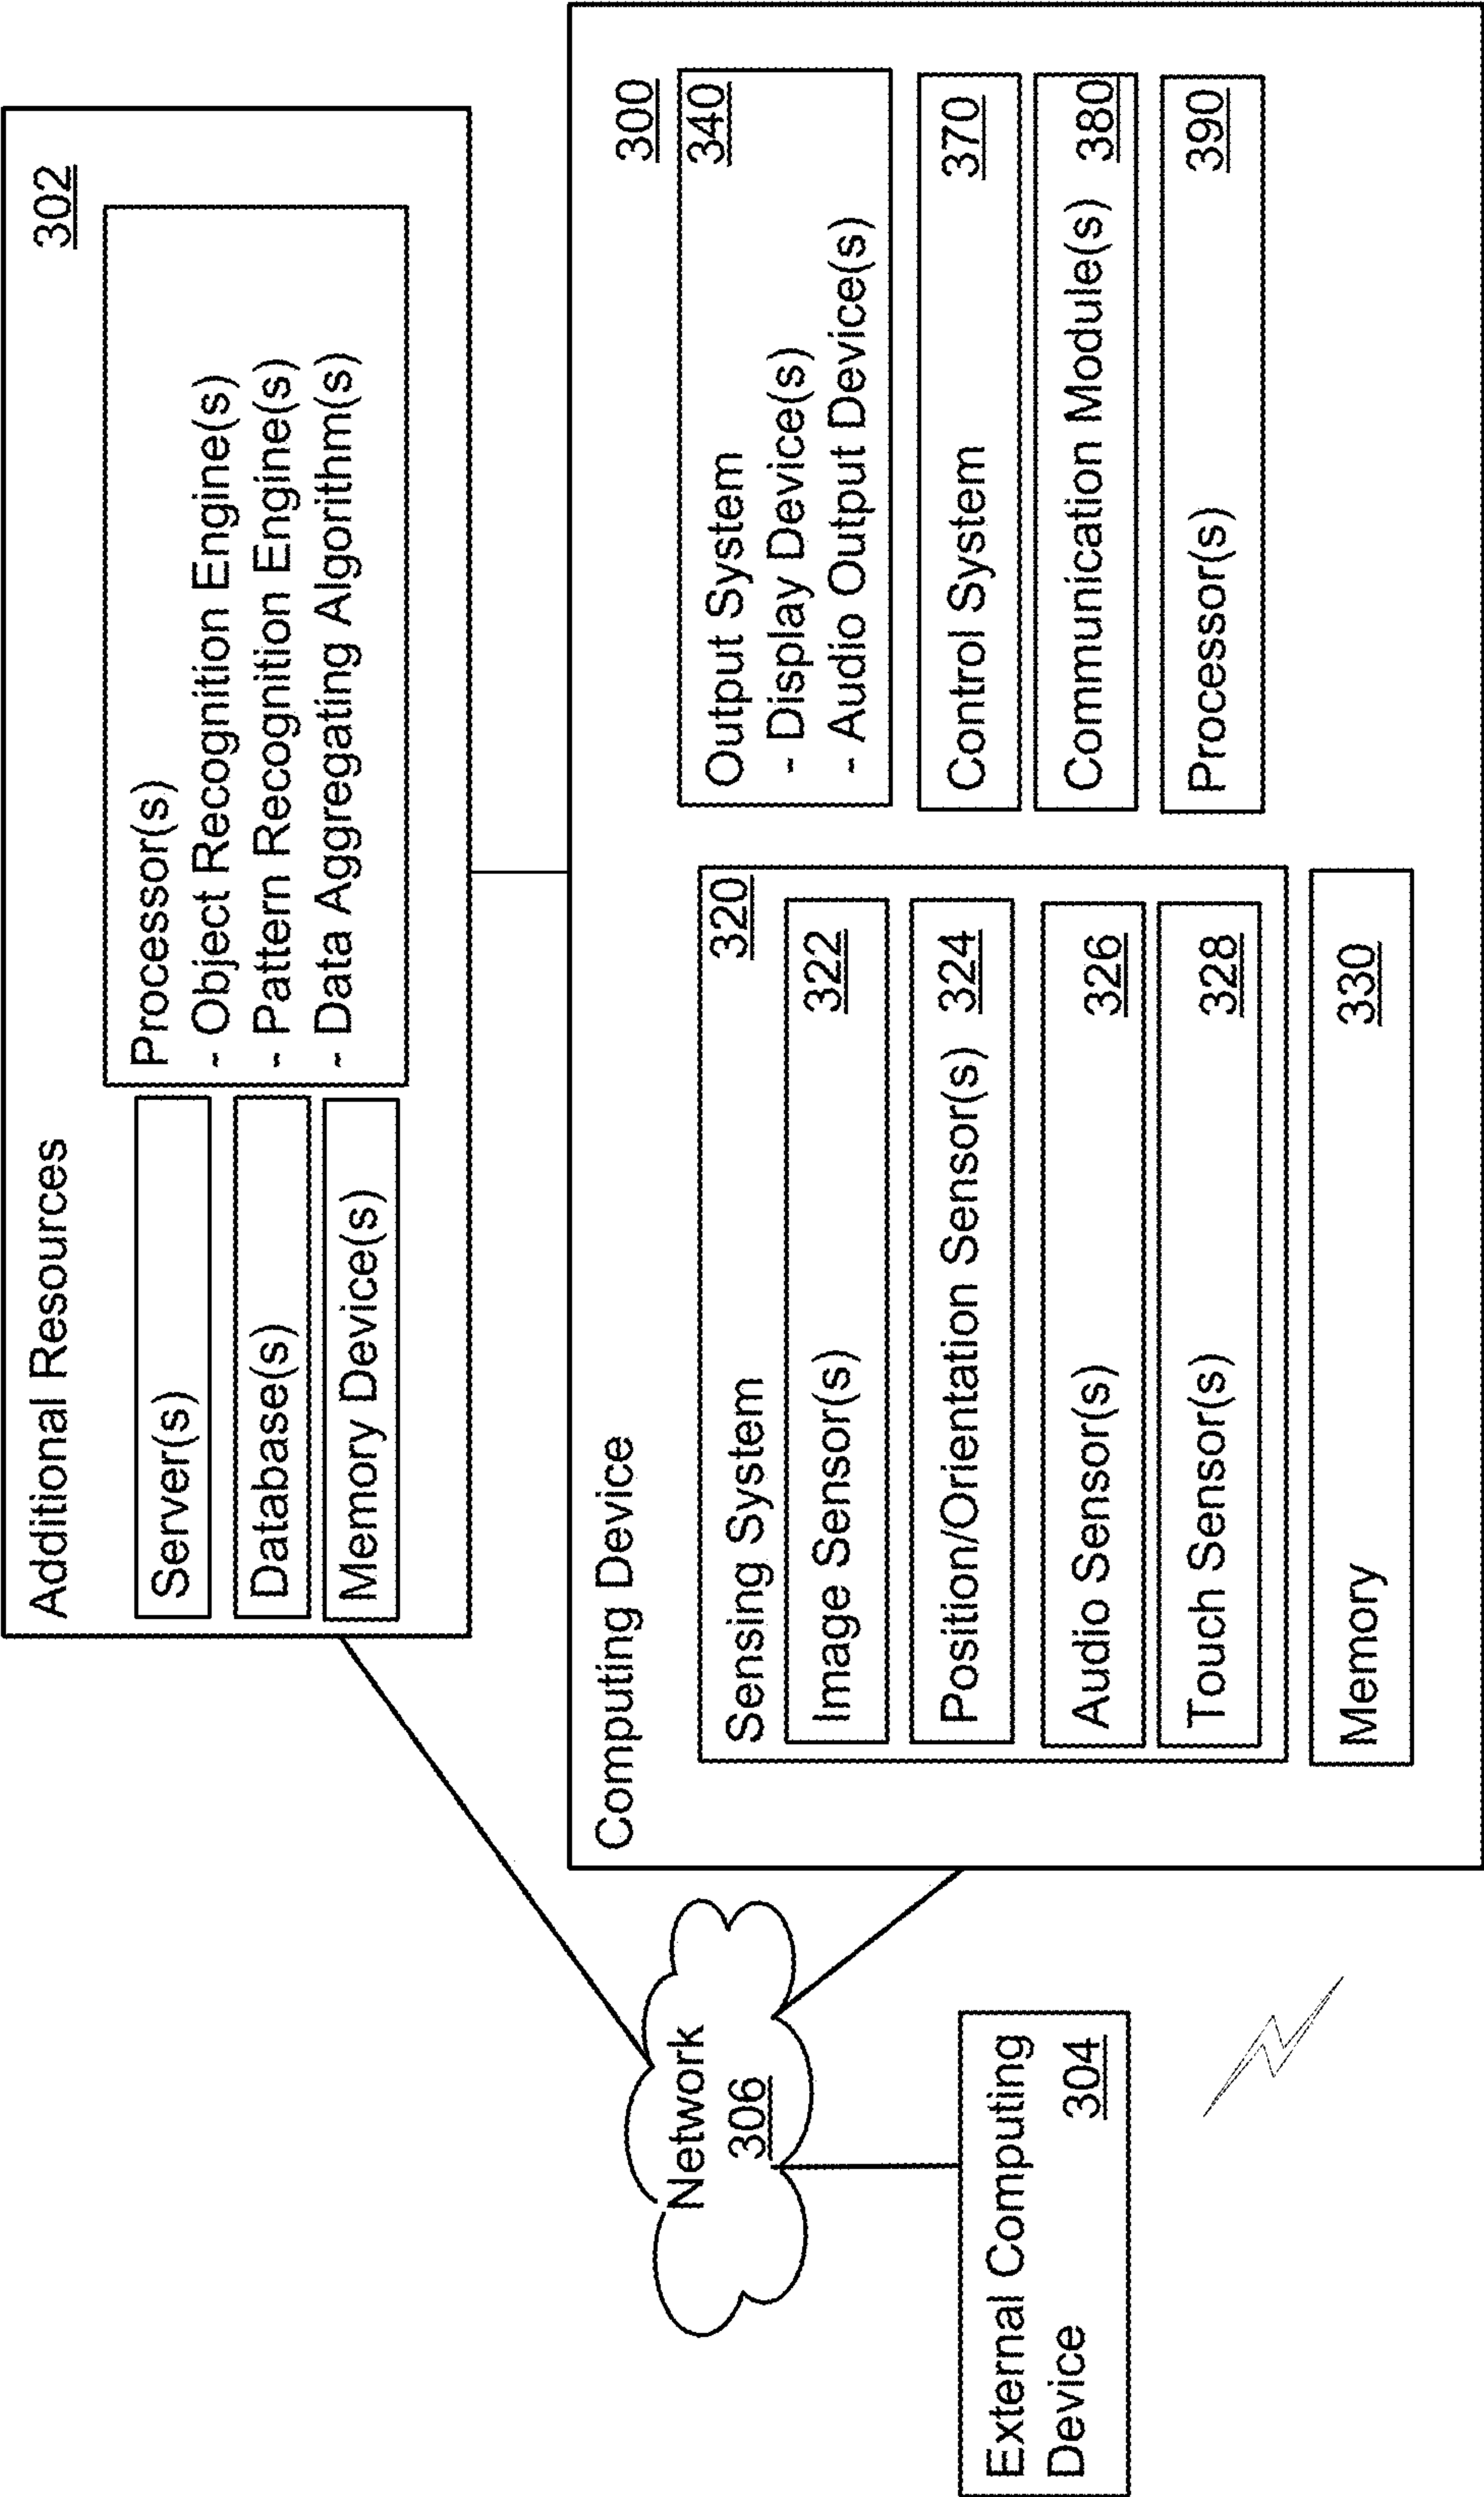 Additional Resources
302
Server(s)
Database(s)
Memory Device(s)
Processor(s)
- Object Recognition Engine(s)
- Pattern Recognition Engine(s)
- Data Aggregating Algorithm(s)
Network
306
External Computing
Device
304
Computing Device
300
Sensing System
320
Image Sensor(s)
322
Position/Orientation Sensor(s)
324
Audio Sensor(s)
326
Touch Sensor(s)
328
Memory
330
Output System
340
- Display Device(s)
- Audio Output Device(s)
Control System
370
Communication Module(s)
380
Processor(s)
390